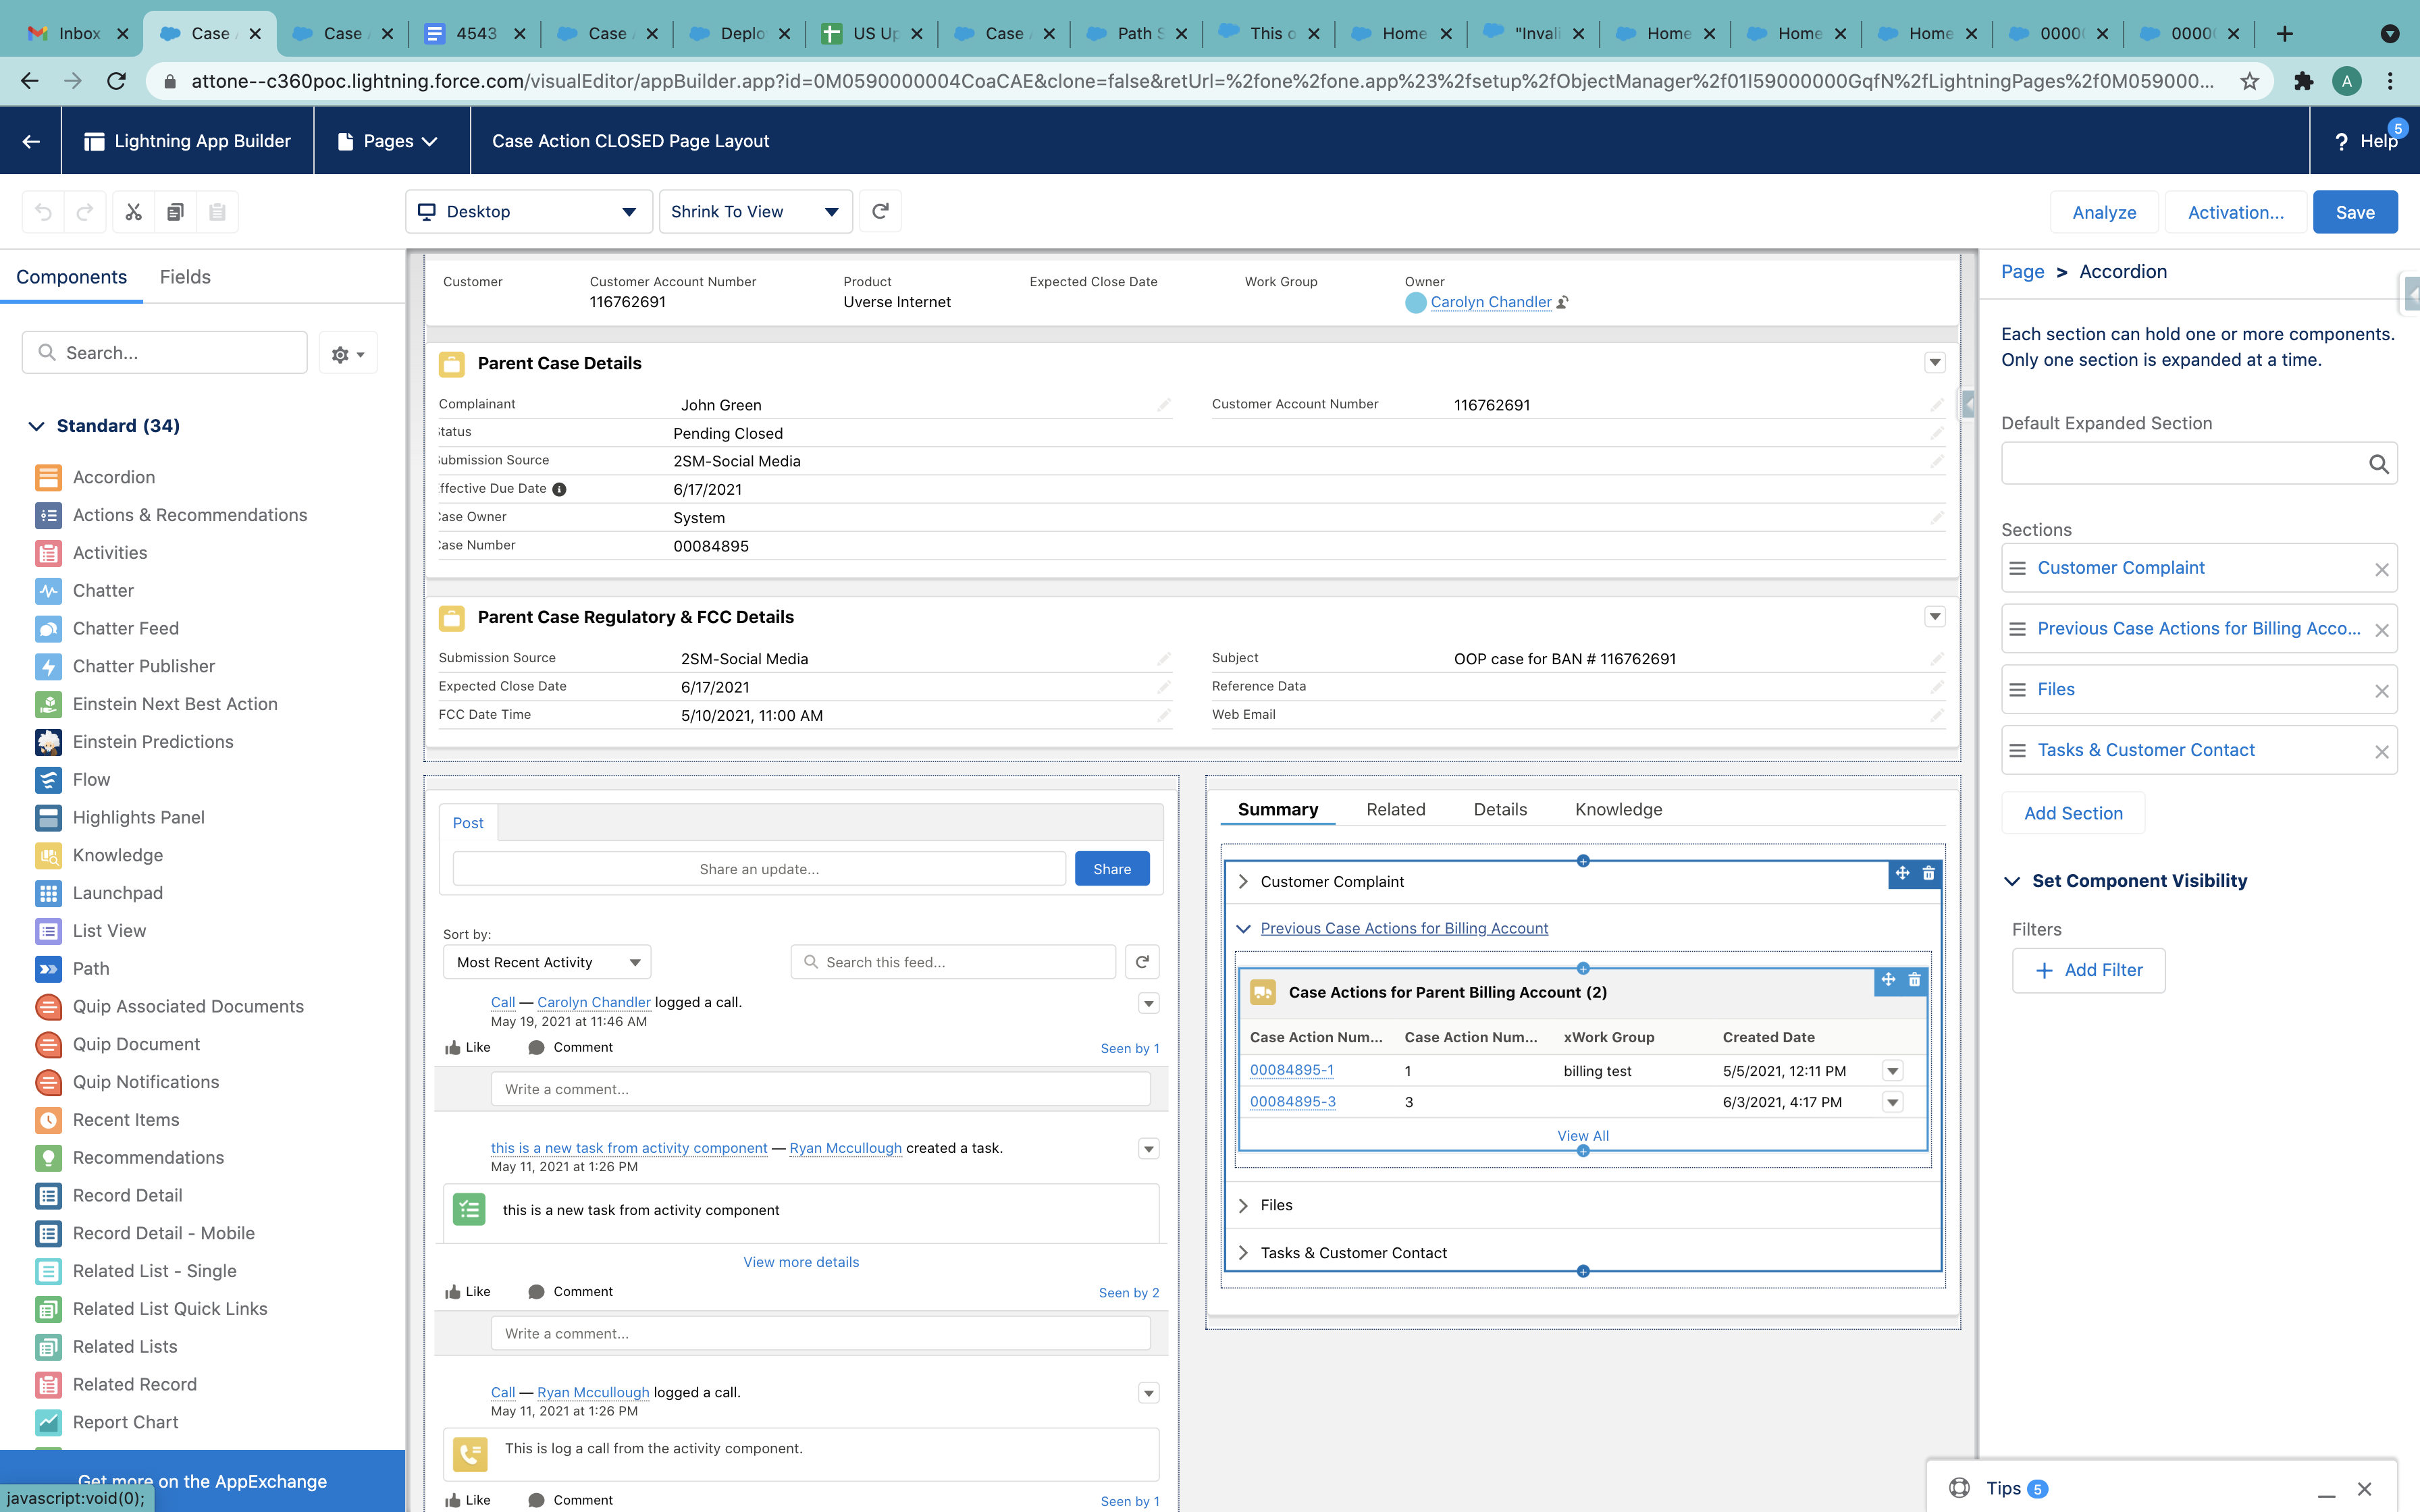 Inbox
Case
Case
4543
Case
Deplo
US Up
Case
Path S
This o
Home
"Invali
Home
Home
Home
0000
0000
attone--c360poc.lightning.force.com/visualEditor/appBuilder.app?id=0M0590000004CoaCAE&clone=false&retUrl=%2fone%2fone.app%23%2fsetup%2fObjectManager%2f01I59000000GqfN%2fLightningPages%2f0M059000...
A
Lightning App Builder
Pages
Case Action CLOSED Page Layout
? Help
5
Desktop
Shrink To View
Analyze
Activation...
Save
Components
Fields
Search...
Standard (34)
Accordion
Actions & Recommendations
Activities
Chatter
Chatter Feed
Chatter Publisher
Einstein Next Best Action
Einstein Predictions
Flow
Highlights Panel
Knowledge
Launchpad
List View
Path
Quip Associated Documents
Quip Document
Quip Notifications
Recent Items
Recommendations
Record Detail
Record Detail - Mobile
Related List - Single
Related List Quick Links
Related Lists
Related Record
Report Chart
Get more on the AppExchange
javascript:void(0);
Customer
Customer Account Number
116762691
Product
Uverse Internet
Expected Close Date
Work Group
Owner
Carolyn Chandler
Parent Case Details
Complainant John Green
Customer Account Number 116762691
Status Pending Closed
Submission Source 2SM-Social Media
Effective Due Date 6/17/2021
Case Owner System
Case Number 00084895
Parent Case Regulatory & FCC Details
Submission Source 2SM-Social Media
Subject OOP case for BAN # 116762691
Expected Close Date 6/17/2021
Reference Data
FCC Date Time 5/10/2021, 11:00 AM
Web Email
Post
Share an update...
Share
Sort by:
Most Recent Activity
Search this feed...
Call — Carolyn Chandler logged a call.
May 19, 2021 at 11:46 AM
Like
Comment
Seen by 1
Write a comment...
this is a new task from activity component — Ryan Mccullough created a task.
May 11, 2021 at 1:26 PM
this is a new task from activity component
View more details
Like
Comment
Seen by 2
Write a comment...
Call — Ryan Mccullough logged a call.
May 11, 2021 at 1:26 PM
This is log a call from the activity component.
Like
Comment
Seen by 1
Summary
Related
Details
Knowledge
Customer Complaint
Previous Case Actions for Billing Account
Case Actions for Parent Billing Account (2)
Case Action Num... Case Action Num... xWork Group Created Date
00084895-1 1 billing test 5/5/2021, 12:11 PM
00084895-3 3 6/3/2021, 4:17 PM
View All
Files
Tasks & Customer Contact
Page > Accordion
Each section can hold one or more components.
Only one section is expanded at a time.
Default Expanded Section
Sections
Customer Complaint
Previous Case Actions for Billing Acco...
Files
Tasks & Customer Contact
Add Section
Set Component Visibility
Filters
+ Add Filter
Tips 5